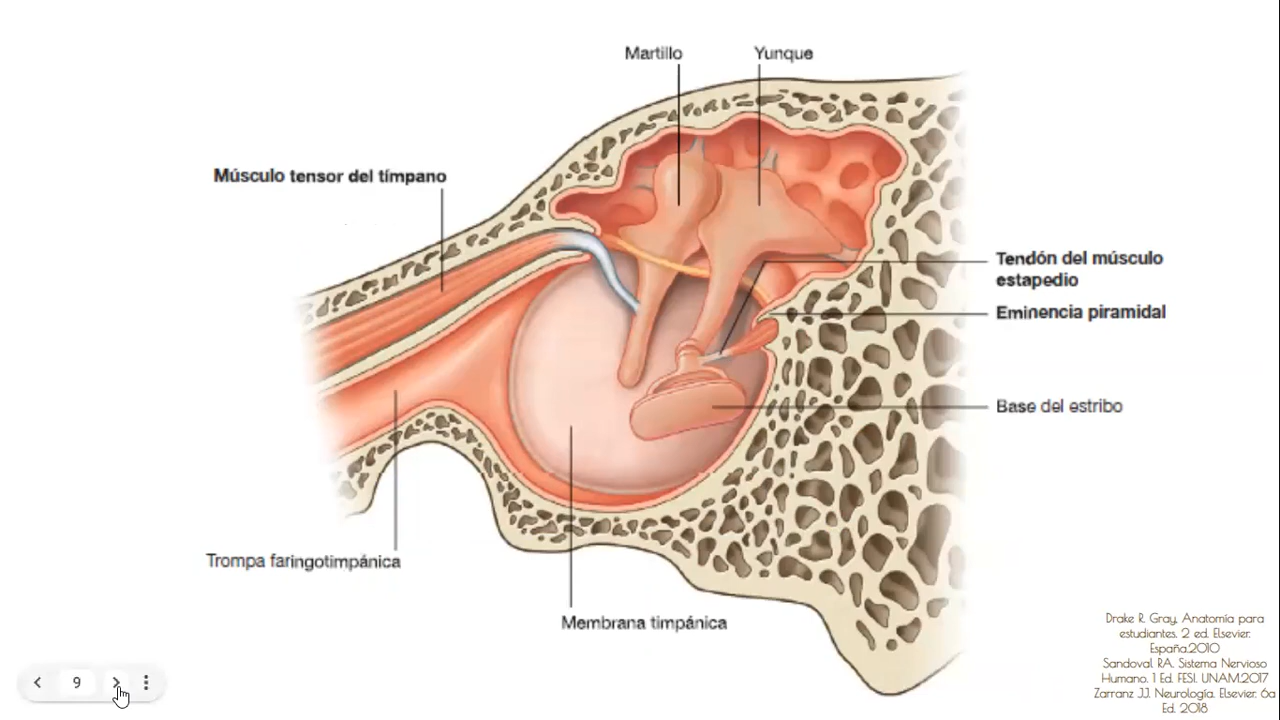 Martillo
Yunque
Músculo tensor del tímpano
Tendón del músculo
estapedio
Eminencia piramidal
Base del estribo
Trompa faringotimpánica
Membrana timpánica
Drake R. Gray, Anatomía para
estudiantes. 2 ed. Elsevier.
España.2010
Sandoval RA. Sistema Nervioso
Humano. 1 Ed. FESI. UNAM.2017
Zarranz J.J. Neurología. Elsevier. 6a
Ed. 2018
9